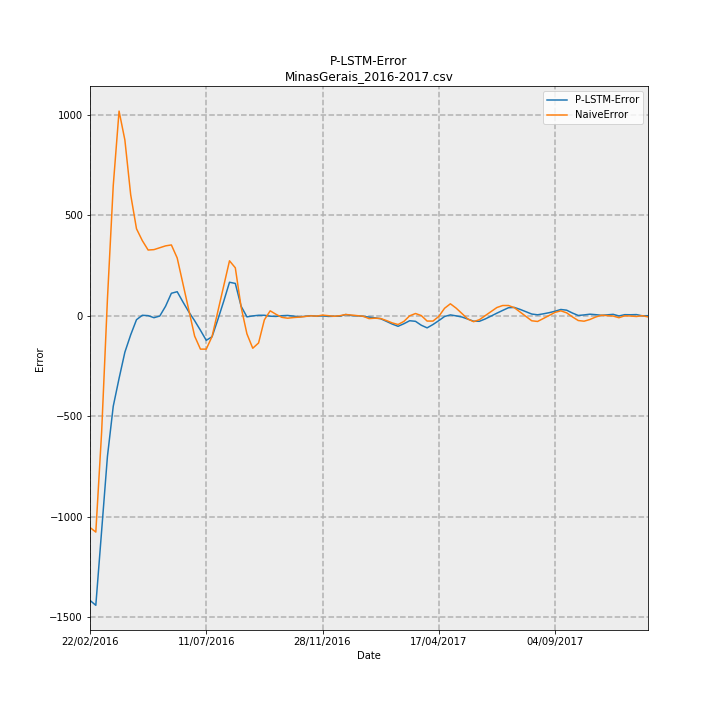 P-LSTM-Error
MinasGerais_2016-2017.csv
P-LSTM-Error
NaiveError
1000
500
0
−500
−1000
−1500
Error
22/02/2016 11/07/2016 28/11/2016 17/04/2017 04/09/2017
Date